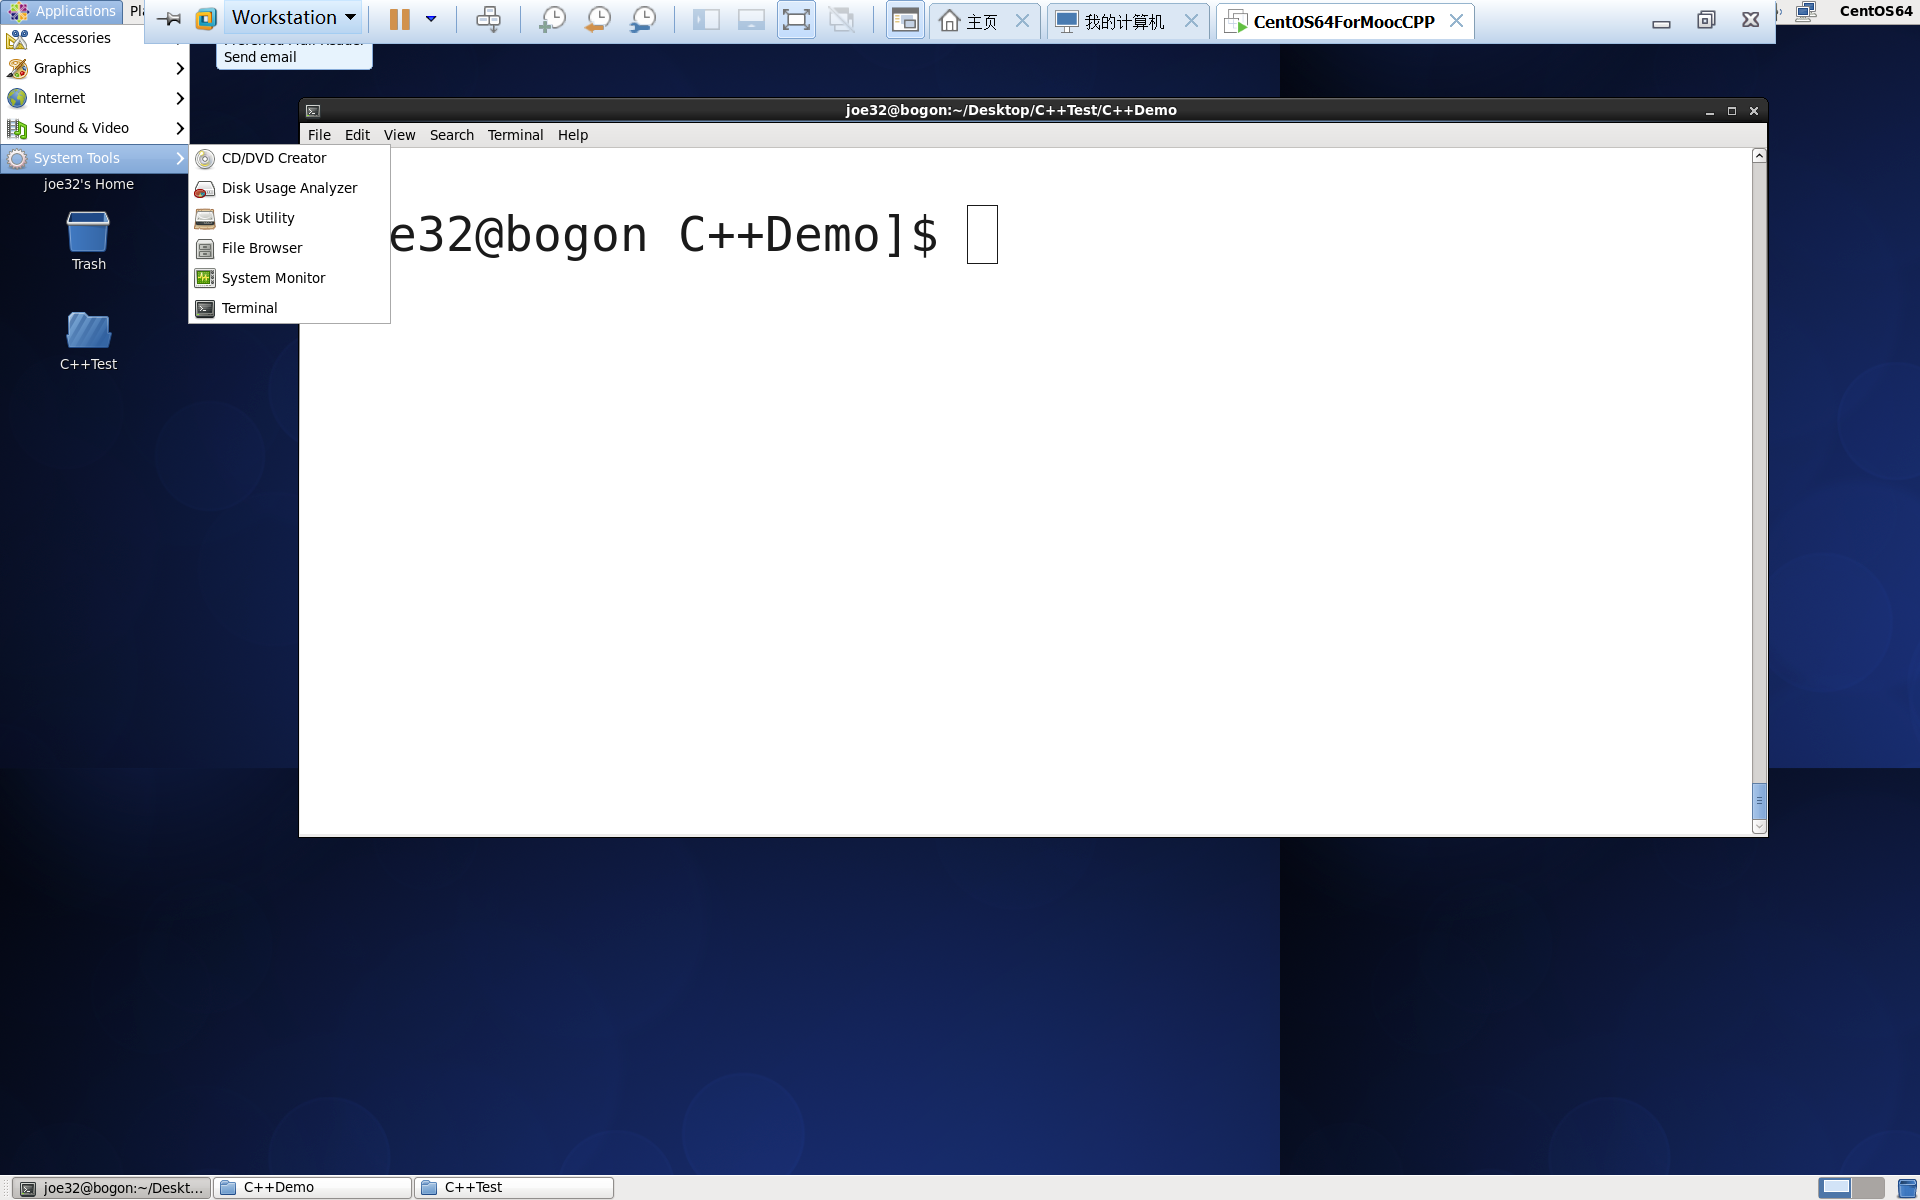 Applications
Workstation
主页
我的计算机
CentOS64ForMoocCPP
CentOS64
Accessories
Send email
Graphics
Internet
Sound & Video
System Tools
CD/DVD Creator
Disk Usage Analyzer
Disk Utility
File Browser
System Monitor
Terminal
joe32's Home
Trash
C++Test
joe32@bogon:~/Desktop/C++Test/C++Demo
File Edit View Search Terminal Help
e32@bogon C++Demo]$
joe32@bogon:~/Deskt...
C++Demo
C++Test